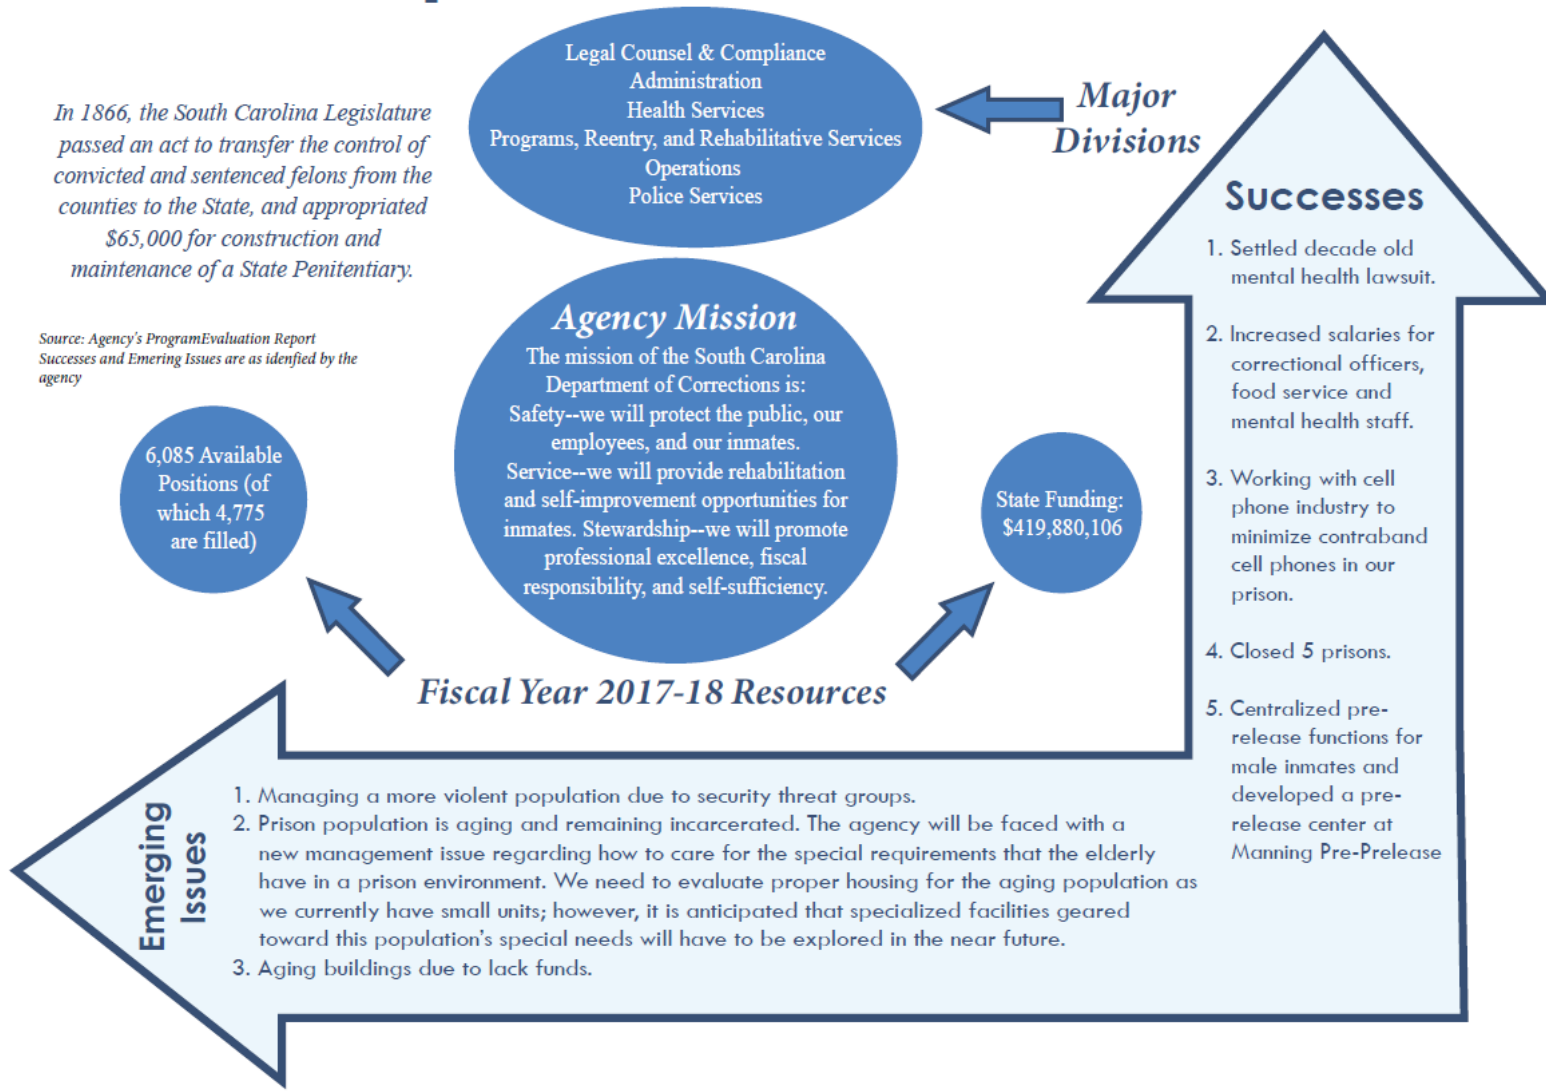 In 1866, the South Carolina Legislature
passed an act to transfer the control of
convicted and sentenced felons from the
counties to the State, and appropriated
$65,000 for construction and
maintenance of a State Penitentiary.
Source: Agency's ProgramEvaluation Report
Successes and Emering Issues are as idenfied by the
agency
Legal Counsel & Compliance
Administration
Health Services
Programs, Reentry, and Rehabilitative Services
Operations
Police Services
Major
Divisions
Agency Mission
The mission of the South Carolina
Department of Corrections is:
Safety--we will protect the public, our
employees, and our inmates.
Service--we will provide rehabilitation
and self-improvement opportunities for
inmates. Stewardship--we will promote
professional excellence, fiscal
responsibility, and self-sufficiency.
6,085 Available
Positions (of
which 4,775
are filled)
State Funding:
$419,880,106
Fiscal Year 2017-18 Resources
Successes
1. Settled decade old
mental health lawsuit.
2. Increased salaries for
correctional officers,
food service and
mental health staff.
3. Working with cell
phone industry to
minimize contraband
cell phones in our
prison.
4. Closed 5 prisons.
5. Centralized pre-
release functions for
male inmates and
developed a pre-
release center at
Manning Pre-Prelease
Emerging
Issues
1. Managing a more violent population due to security threat groups.
2. Prison population is aging and remaining incarcerated. The agency will be faced with a
new management issue regarding how to care for the special requirements that the elderly
have in a prison environment. We need to evaluate proper housing for the aging population as
we currently have small units; however, it is anticipated that specialized facilities geared
toward this population's special needs will have to be explored in the near future.
3. Aging buildings due to lack funds.